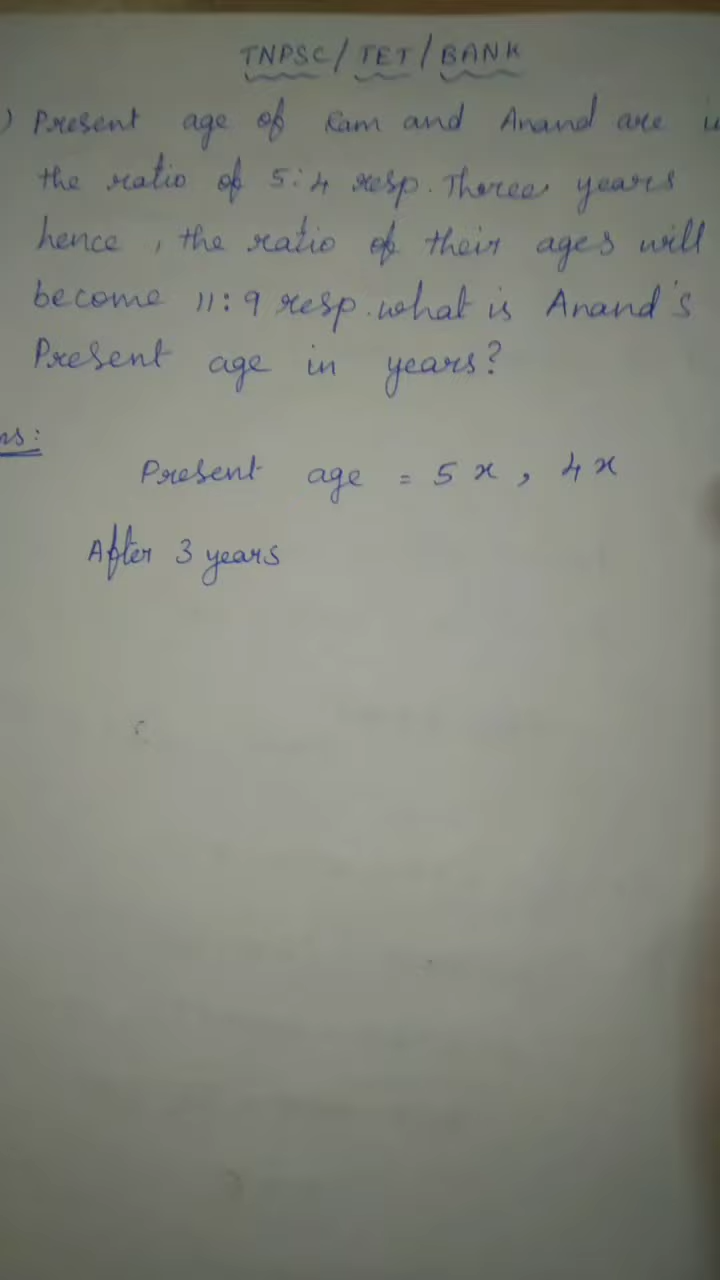 TNPSC/TET/BANK
) Present age of Ram and Anand are
the ratio of 5:4 resp. Three years
hence, the ratio of their ages will
become 11:9 resp. what is Anand's
Present age in years?
ns:
Present age = 5x, 4x
After 3 years